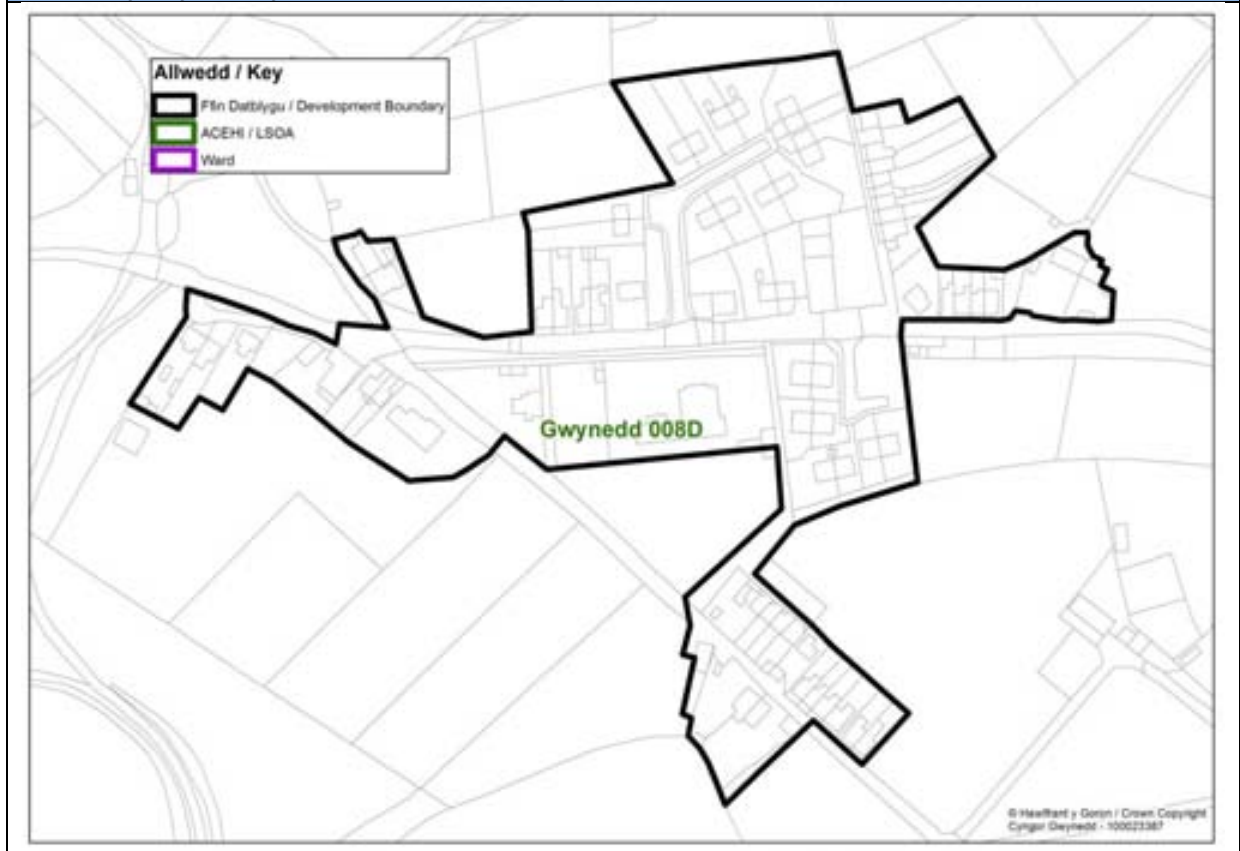 Allwedd / Key
Ffin Datblygu / Development Boundary
ACEHI / LSOA
Ward
Gwynedd 008D
© Hawlfraint y Goron / Crown Copyright
Cyngor Gwynedd - 100023387